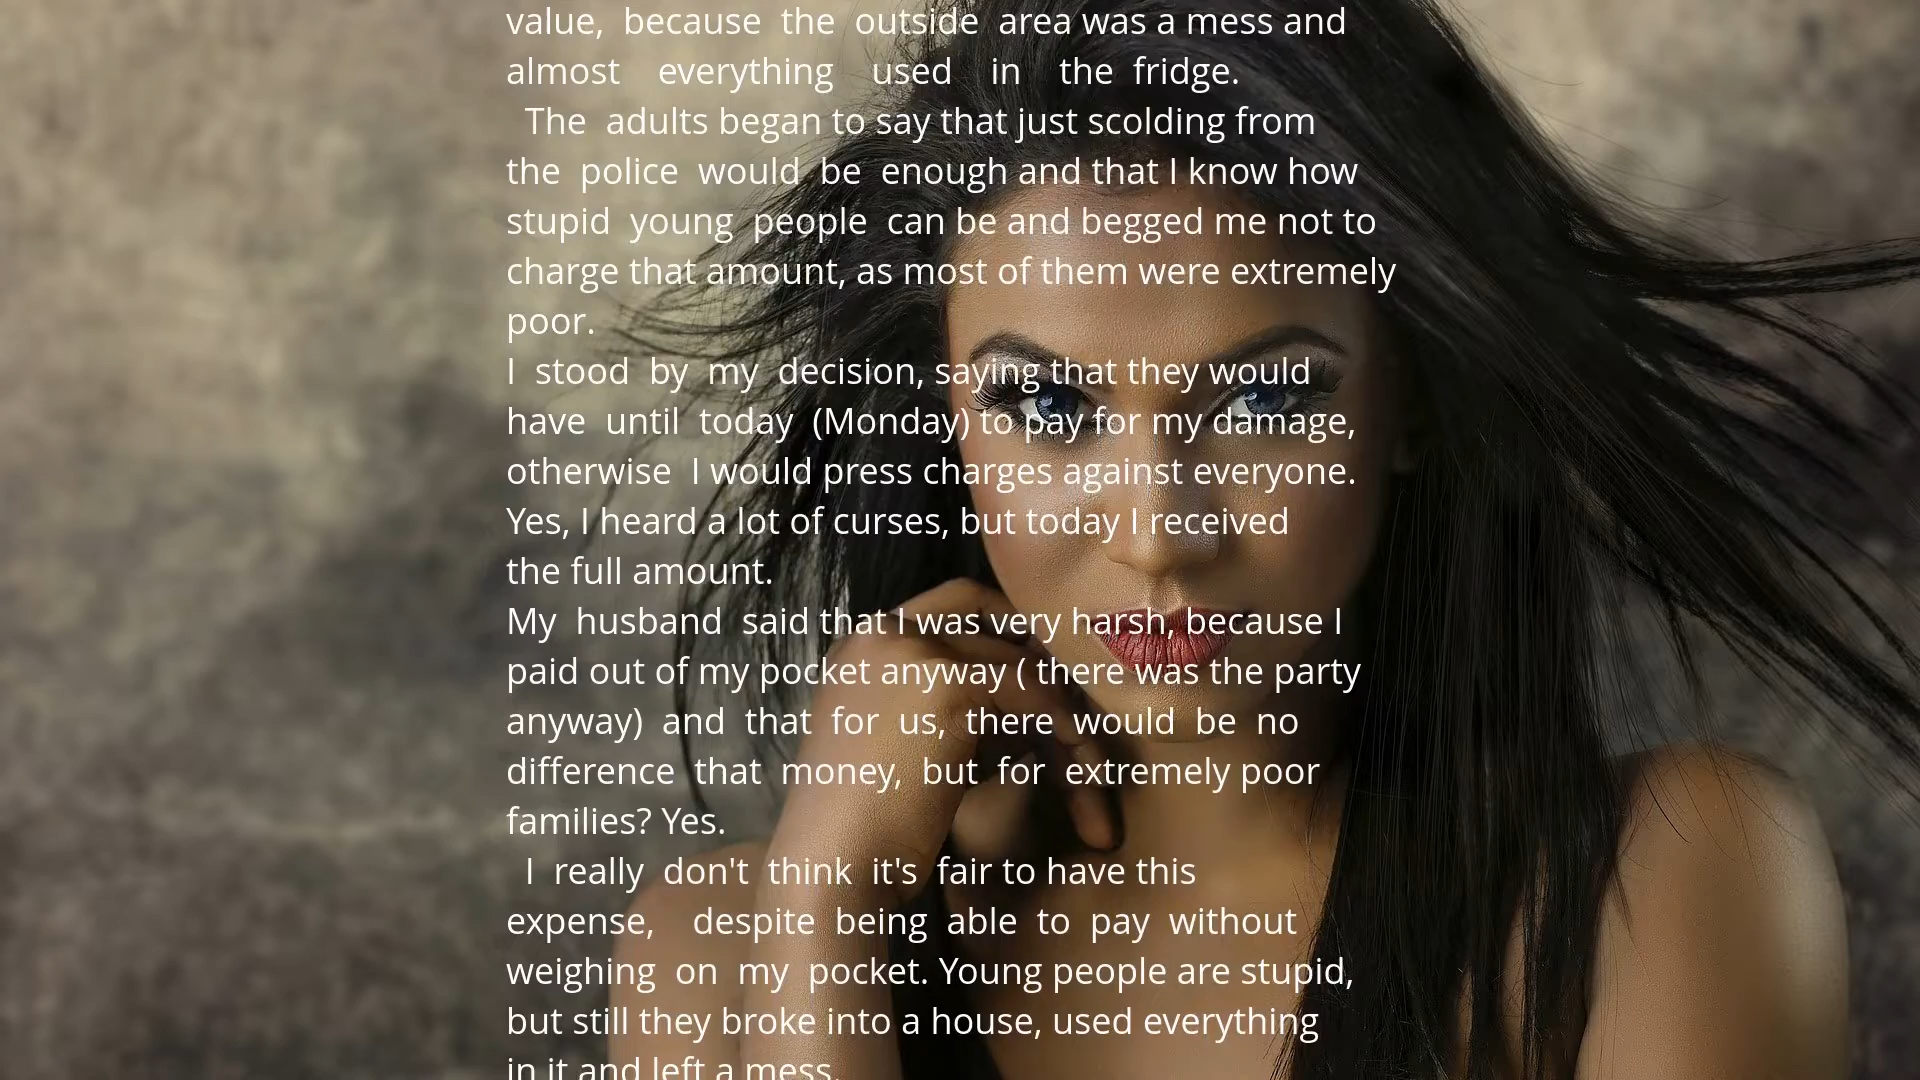 value, because the outside area was a mess and
almost everything used in the fridge.
The adults began to say that just scolding from
the police would be enough and that I know how
stupid young people can be and begged me not to
charge that amount, as most of them were extremely
poor.
I stood by my decision, saying that they would
have until today (Monday) to pay for my damage,
otherwise I would press charges against everyone.
Yes, I heard a lot of curses, but today I received
the full amount.
My husband said that I was very harsh, because I
paid out of my pocket anyway ( there was the party
anyway) and that for us, there would be no
difference that money, but for extremely poor
families? Yes.
I really don't think it's fair to have this
expense, despite being able to pay without
weighing on my pocket. Young people are stupid,
but still they broke into a house, used everything
in it and left a mess.